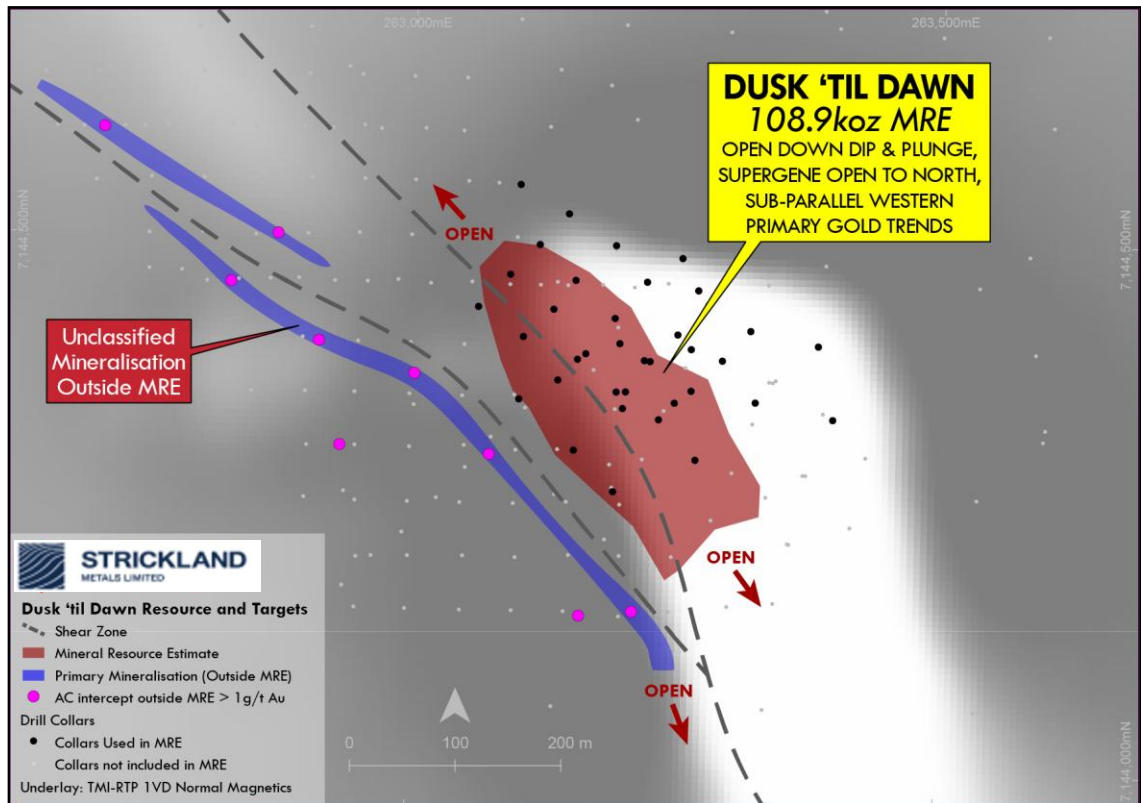 263,000mE
263,500mE
DUSK ‘TIL DAWN
108.9koz MRE
OPEN DOWN DIP & PLUNGE,
SUPERGENE OPEN TO NORTH,
SUB-PARALLEL WESTERN
PRIMARY GOLD TRENDS
OPEN
7,144,500mN
7,144,500mN
Unclassified
Mineralisation
Outside MRE
OPEN
OPEN
STRICKLAND
METALS LIMITED
Dusk ‘til Dawn Resource and Targets
Shear Zone
Mineral Resource Estimate
Primary Mineralisation (Outside MRE)
AC intercept outside MRE > 1g/t Au
Drill Collars
Collars Used in MRE
Collars not included in MRE
Underlay: TMI-RTP 1VD Normal Magnetics
0 100 200 m
7,144,000mN